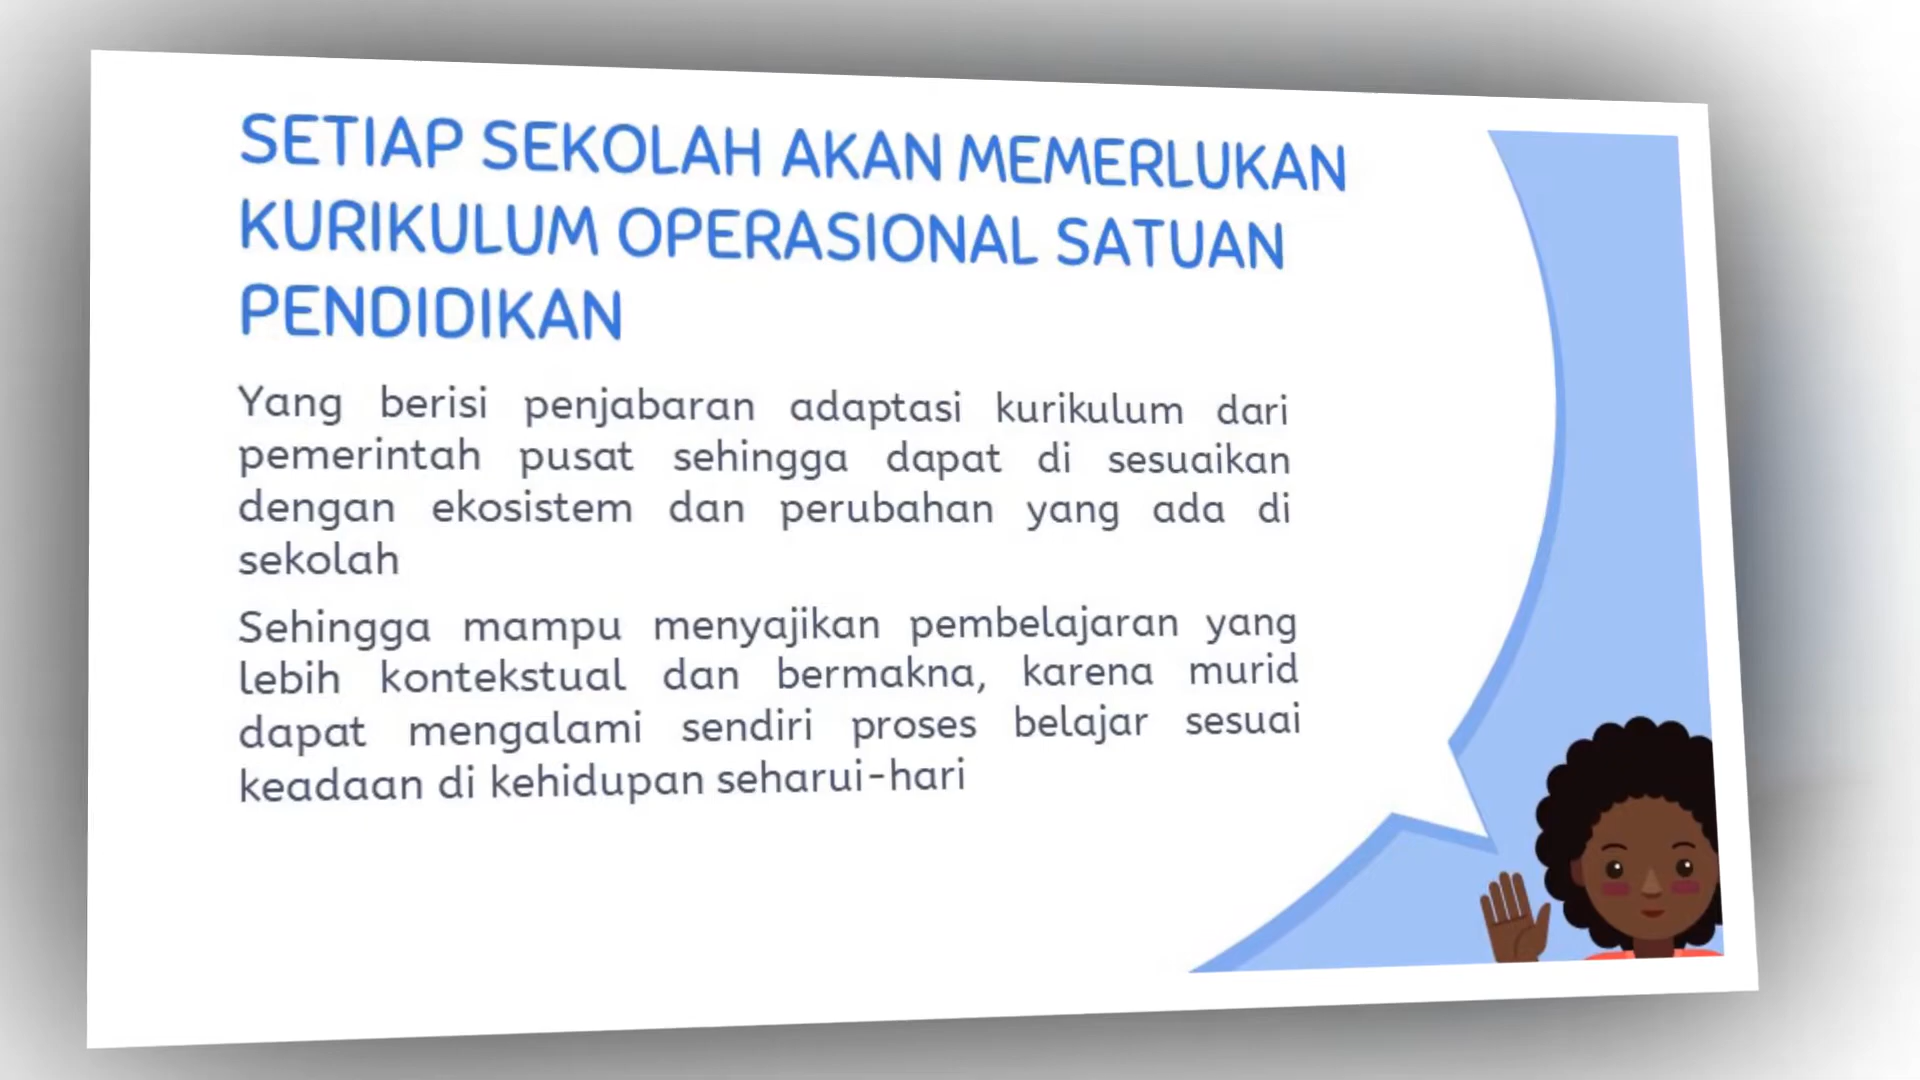 SETIAP SEKOLAH AKAN MEMERLUKAN
KURIKULUM OPERASIONAL SATUAN
PENDIDIKAN
Yang berisi penjabaran adaptasi kurikulum dari
pemerintah pusat sehingga dapat di sesuaikan
dengan ekosistem dan perubahan yang ada di
sekolah
Sehingga mampu menyajikan pembelajaran yang
lebih kontekstual dan bermakna, karena murid
dapat mengalami sendiri proses belajar sesuai
keadaan di kehidupan seharui-hari